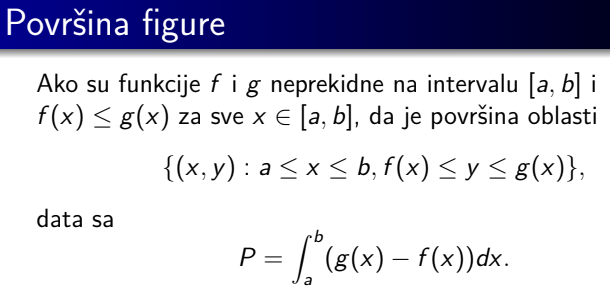 Površina figure
Ako su funkcije f i g neprekidne na intervalu [a, b] i
f(x) ≤ g(x) za sve x ∈ [a, b], da je površina oblasti
{(x, y) : a ≤ x ≤ b, f(x) ≤ y ≤ g(x)},
data sa
P = ∫_a^b (g(x) − f(x))dx.